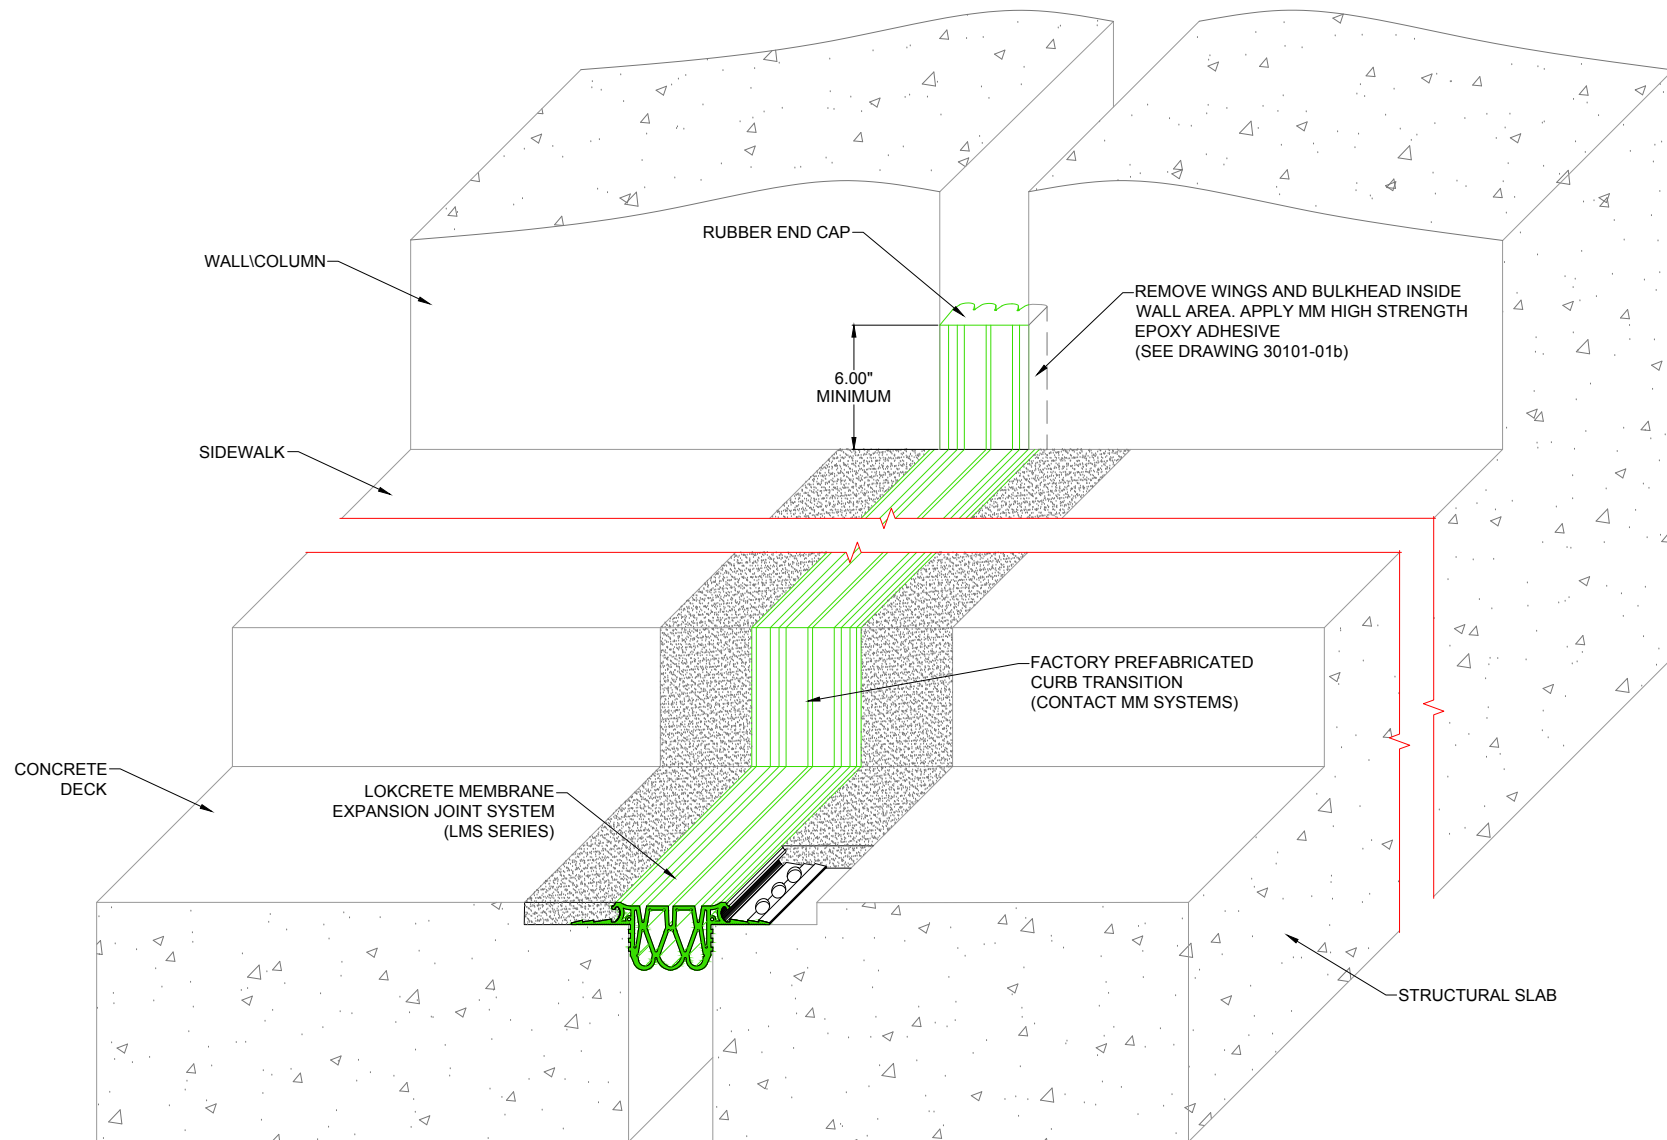 RUBBER END CAP
WALL\COLUMN
REMOVE WINGS AND BULKHEAD INSIDE
WALL AREA. APPLY MM HIGH STRENGTH
EPOXY ADHESIVE
(SEE DRAWING 30101-01b)
6.00"
MINIMUM
SIDEWALK
FACTORY PREFABRICATED
CURB TRANSITION
(CONTACT MM SYSTEMS)
CONCRETE
DECK
LOKCRETE MEMBRANE
EXPANSION JOINT SYSTEM
(LMS SERIES)
STRUCTURAL SLAB